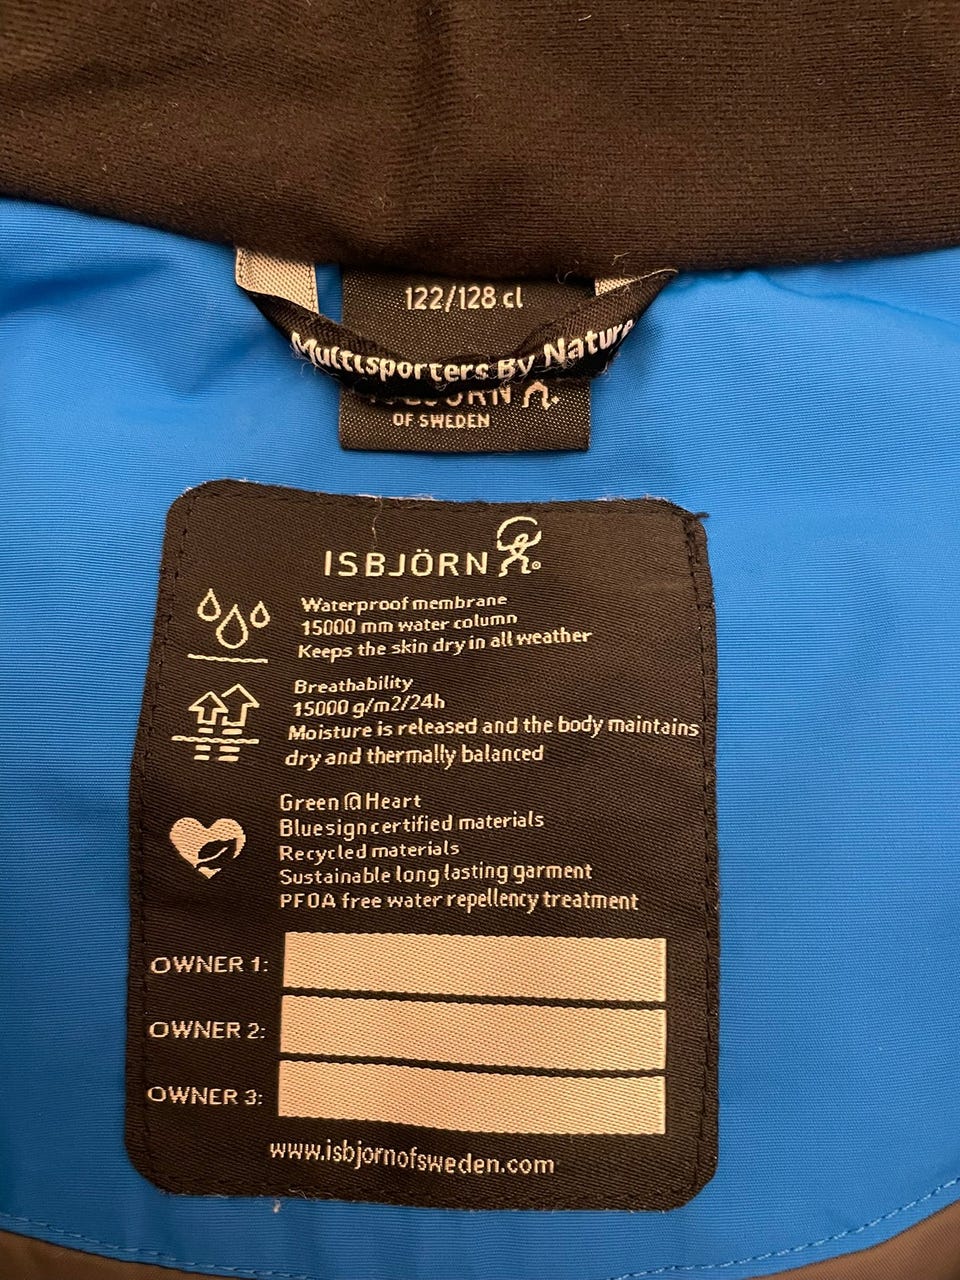 122/128 cl
Multisporters By Nature
OF SWEDEN
ISBJÖRN
Waterproof membrane
15000 mm water column
Keeps the skin dry in all weather
Breathability
15000 g/m2/24h
Moisture is released and the body maintains
dry and thermally balanced
Green @ Heart
Bluesign certified materials
Recycled materials
Sustainable long lasting garment
PFOA free water repellency treatment
OWNER 1:
OWNER 2:
OWNER 3:
www.isbjornofsweden.com